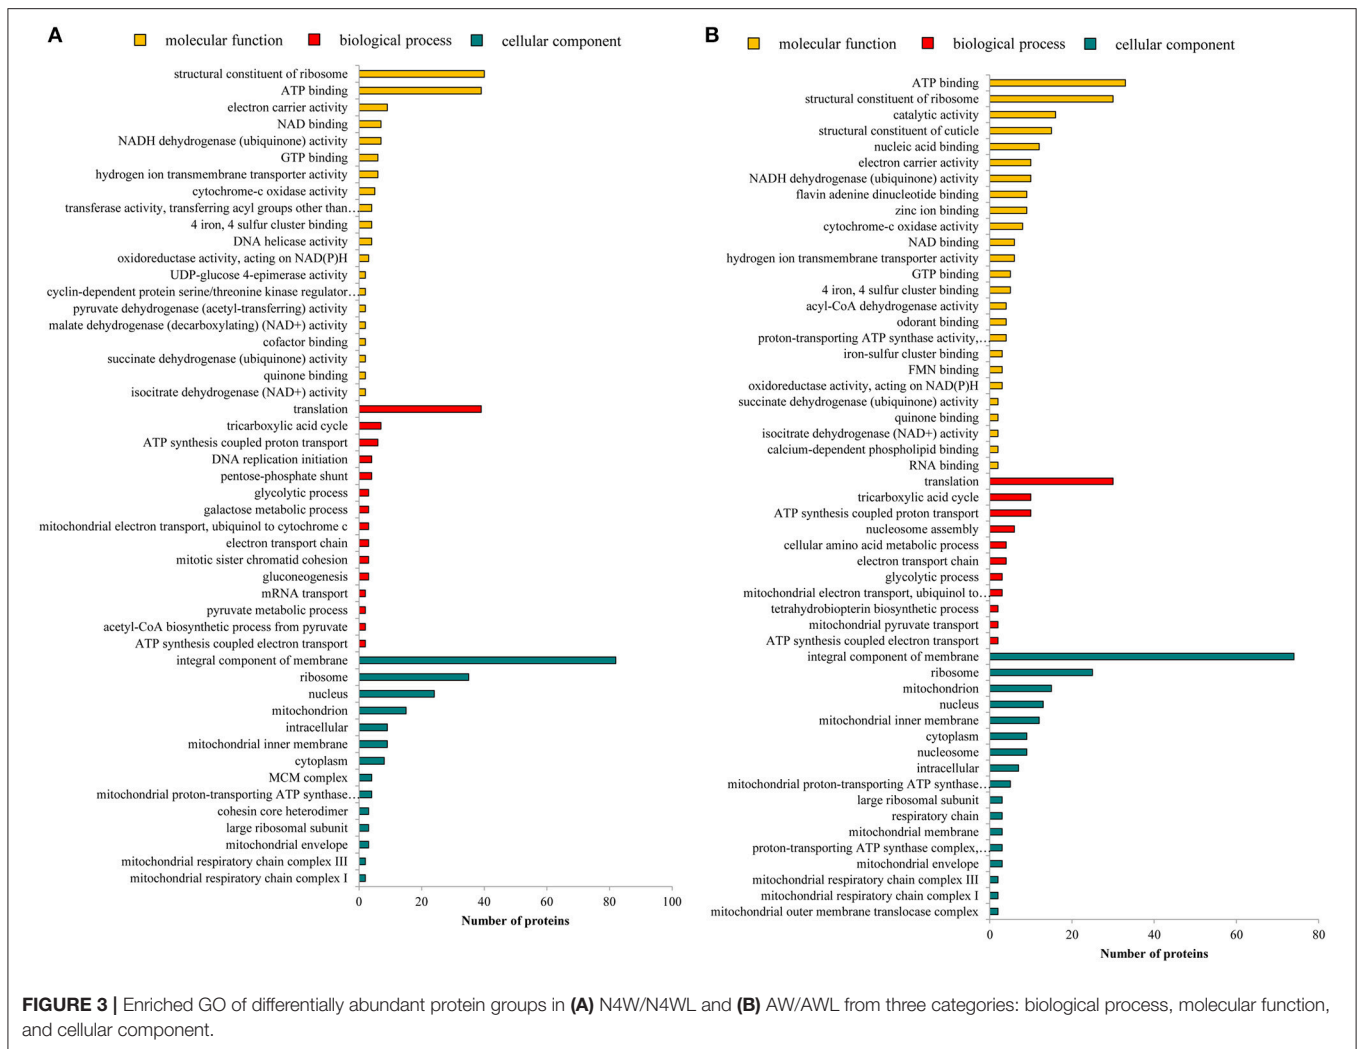 A
molecular function
biological process
cellular component
structural constituent of ribosome
ATP binding
electron carrier activity
NAD binding
NADH dehydrogenase (ubiquinone) activity
GTP binding
hydrogen ion transmembrane transporter activity
cytochrome-c oxidase activity
transferase activity, transferring acyl groups other than…
4 iron, 4 sulfur cluster binding
DNA helicase activity
oxidoreductase activity, acting on NAD(P)H
UDP-glucose 4-epimerase activity
cyclin-dependent protein serine/threonine kinase regulator…
pyruvate dehydrogenase (acetyl-transferring) activity
malate dehydrogenase (decarboxylating) (NAD+) activity
cofactor binding
succinate dehydrogenase (ubiquinone) activity
quinone binding
isocitrate dehydrogenase (NAD+) activity
translation
tricarboxylic acid cycle
ATP synthesis coupled proton transport
DNA replication initiation
pentose-phosphate shunt
glycolytic process
galactose metabolic process
mitochondrial electron transport, ubiquinol to cytochrome c
electron transport chain
mitotic sister chromatid cohesion
gluconeogenesis
mRNA transport
pyruvate metabolic process
acetyl-CoA biosynthetic process from pyruvate
ATP synthesis coupled electron transport
integral component of membrane
ribosome
nucleus
mitochondrion
intracellular
mitochondrial inner membrane
cytoplasm
MCM complex
mitochondrial proton-transporting ATP synthase…
cohesin core heterodimer
large ribosomal subunit
mitochondrial envelope
mitochondrial respiratory chain complex III
mitochondrial respiratory chain complex I
0 20 40 60 80 100
Number of proteins
B
molecular function
biological process
cellular component
ATP binding
structural constituent of ribosome
catalytic activity
structural constituent of cuticle
nucleic acid binding
electron carrier activity
NADH dehydrogenase (ubiquinone) activity
flavin adenine dinucleotide binding
zinc ion binding
cytochrome-c oxidase activity
NAD binding
hydrogen ion transmembrane transporter activity
GTP binding
4 iron, 4 sulfur cluster binding
acyl-CoA dehydrogenase activity
odorant binding
proton-transporting ATP synthase activity,…
iron-sulfur cluster binding
FMN binding
oxidoreductase activity, acting on NAD(P)H
succinate dehydrogenase (ubiquinone) activity
quinone binding
isocitrate dehydrogenase (NAD+) activity
calcium-dependent phospholipid binding
RNA binding
translation
tricarboxylic acid cycle
ATP synthesis coupled proton transport
nucleosome assembly
cellular amino acid metabolic process
electron transport chain
glycolytic process
mitochondrial electron transport, ubiquinol to…
tetrahydrobiopterin biosynthetic process
mitochondrial pyruvate transport
ATP synthesis coupled electron transport
integral component of membrane
ribosome
mitochondrion
nucleus
mitochondrial inner membrane
cytoplasm
nucleosome
intracellular
mitochondrial proton-transporting ATP synthase…
large ribosomal subunit
respiratory chain
mitochondrial membrane
proton-transporting ATP synthase complex,…
mitochondrial envelope
mitochondrial respiratory chain complex III
mitochondrial respiratory chain complex I
mitochondrial outer membrane translocase complex
0 20 40 60 80
Number of proteins
FIGURE 3 | Enriched GO of differentially abundant protein groups in (A) N4W/N4WL and (B) AW/AWL from three categories: biological process, molecular function,
and cellular component.